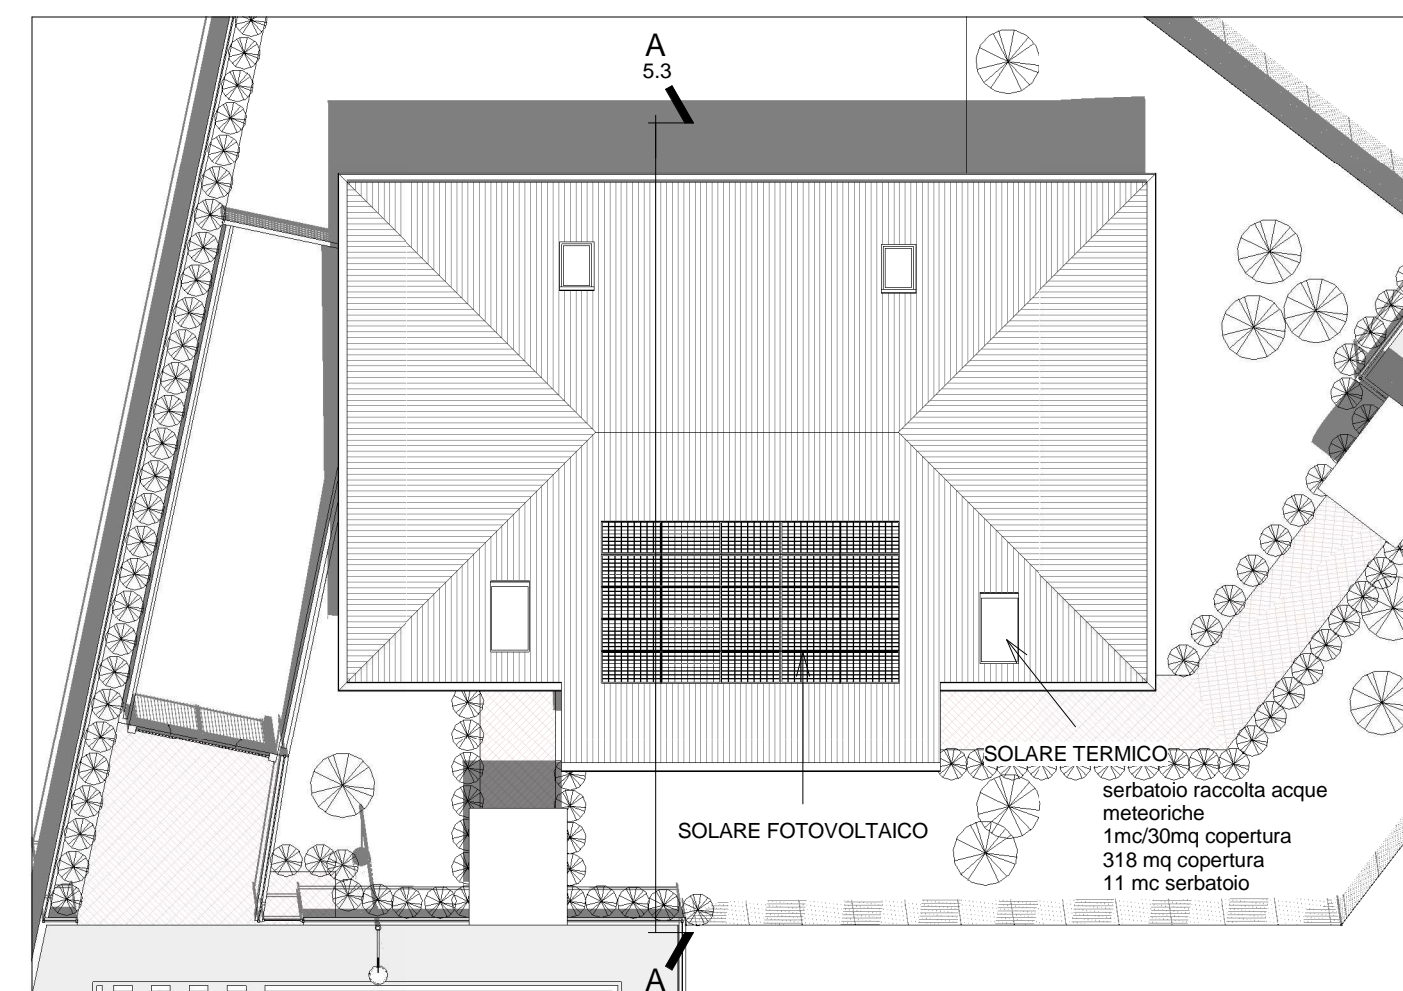 A
5.3
SOLARE TERMICO
serbatoio raccolta acque
meteoriche
1mc/30mq copertura
318 mq copertura
11 mc serbatoio
SOLARE FOTOVOLTAICO
A